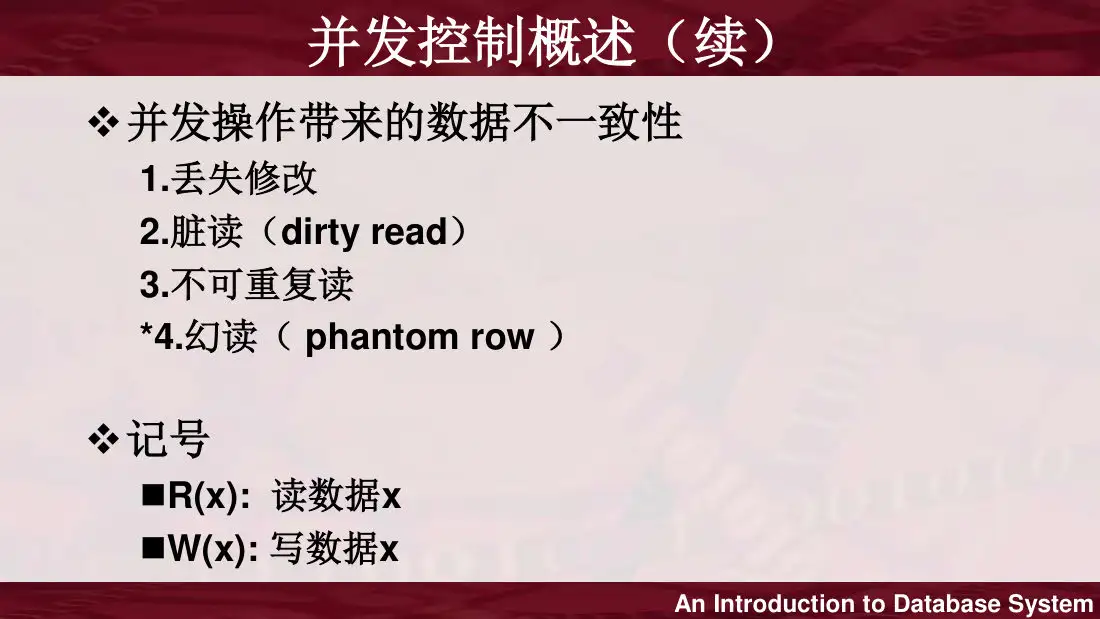 并发控制概述（续）
❖并发操作带来的数据不一致性
1.丢失修改
2.脏读（dirty read）
3.不可重复读
*4.幻读（ phantom row ）
❖记号
■R(x): 读数据x
■W(x): 写数据x
An Introduction to Database System